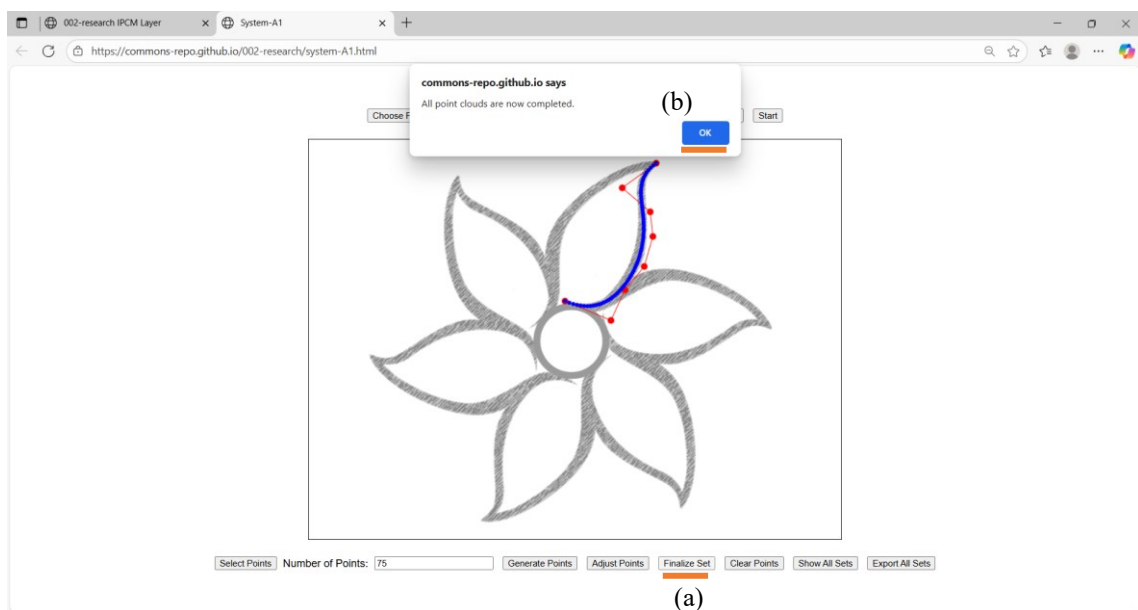 002-research IPCM Layer
System-A1
https://commons-repo.github.io/002-research/system-A1.html
commons-repo.github.io says
All point clouds are now completed.
(b)
OK
Choose F
Start
Select Points Number of Points: 75 Generate Points Adjust Points Finalize Set Clear Points Show All Sets Export All Sets
(a)